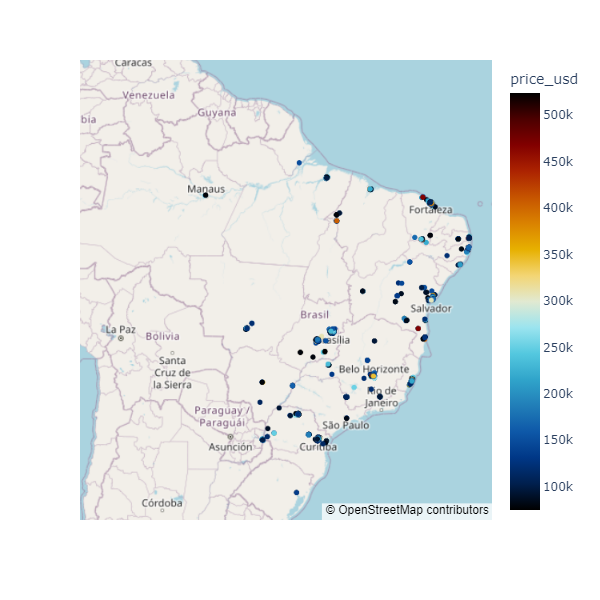 Caracas
Venezuela
Guyana
bia
Manaus
Fortaleza
Salvador
Brasil
La Paz
Bolivia
Santa
Cruz de
la Sierra
Belo Horizonte
de
Janeiro
São Paulo
Paraguay /
Paraguái
Asunción
Curitiba
Córdoba
© OpenStreetMap contributors
price_usd
500k
450k
400k
350k
300k
250k
200k
150k
100k